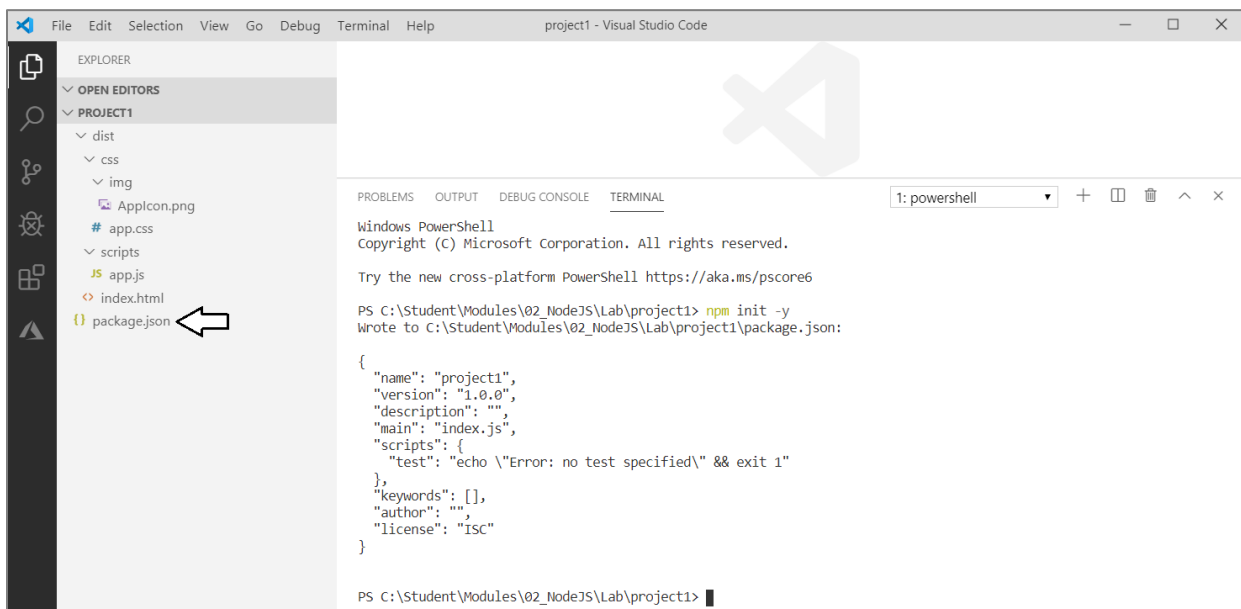 File Edit Selection View Go Debug Terminal Help project1 - Visual Studio Code
EXPLORER
OPEN EDITORS
PROJECT1
dist
css
img
AppIcon.png
# app.css
scripts
JS app.js
<> index.html
{} package.json
PROBLEMS OUTPUT DEBUG CONSOLE TERMINAL 1: powershell
Windows PowerShell
Copyright (C) Microsoft Corporation. All rights reserved.
Try the new cross-platform PowerShell https://aka.ms/pscore6
PS C:\Student\Modules\02_NodeJS\Lab\project1> npm init -y
Wrote to C:\Student\Modules\02_NodeJS\Lab\project1\package.json:
{
  "name": "project1",
  "version": "1.0.0",
  "description": "",
  "main": "index.js",
  "scripts": {
    "test": "echo \"Error: no test specified\" && exit 1"
  },
  "keywords": [],
  "author": "",
  "license": "ISC"
}
PS C:\Student\Modules\02_NodeJS\Lab\project1>